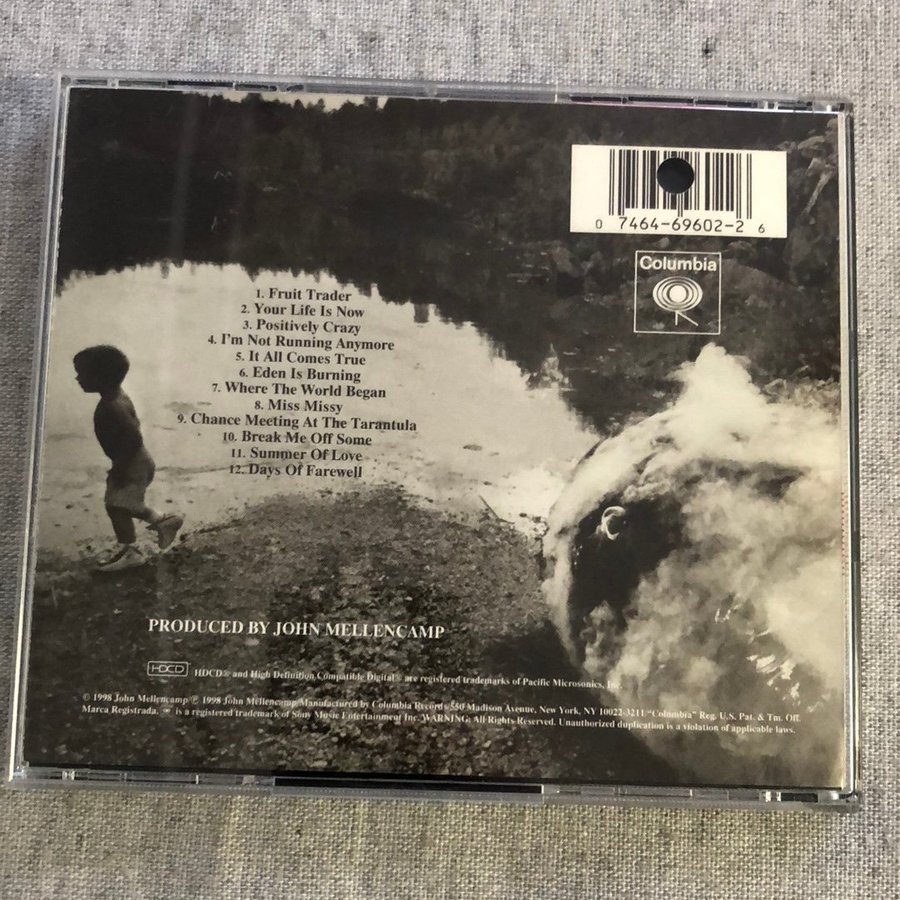 0 7464-69602-2 6
Columbia
1. Fruit Trader
2. Your Life Is Now
3. Positively Crazy
4. I'm Not Running Anymore
5. It All Comes True
6. Eden Is Burning
7. Where The World Began
8. Miss Missy
9. Chance Meeting At The Tarantula
10. Break Me Off Some
11. Summer Of Love
12. Days Of Farewell
PRODUCED BY JOHN MELLENCAMP
HDCD HDCD® and High Definition Compatible Digital® are registered trademarks of Pacific Microsonics, Inc.
© 1998 John Mellencamp ℗ 1998 John Mellencamp/Manufactured by Columbia Records/550 Madison Avenue, New York, NY 10022-3211/"Columbia" Reg. U.S. Pat. & Tm. Off.
Marca Registrada. is a registered trademark of Sony Music Entertainment Inc./WARNING: All Rights Reserved. Unauthorized duplication is a violation of applicable laws.